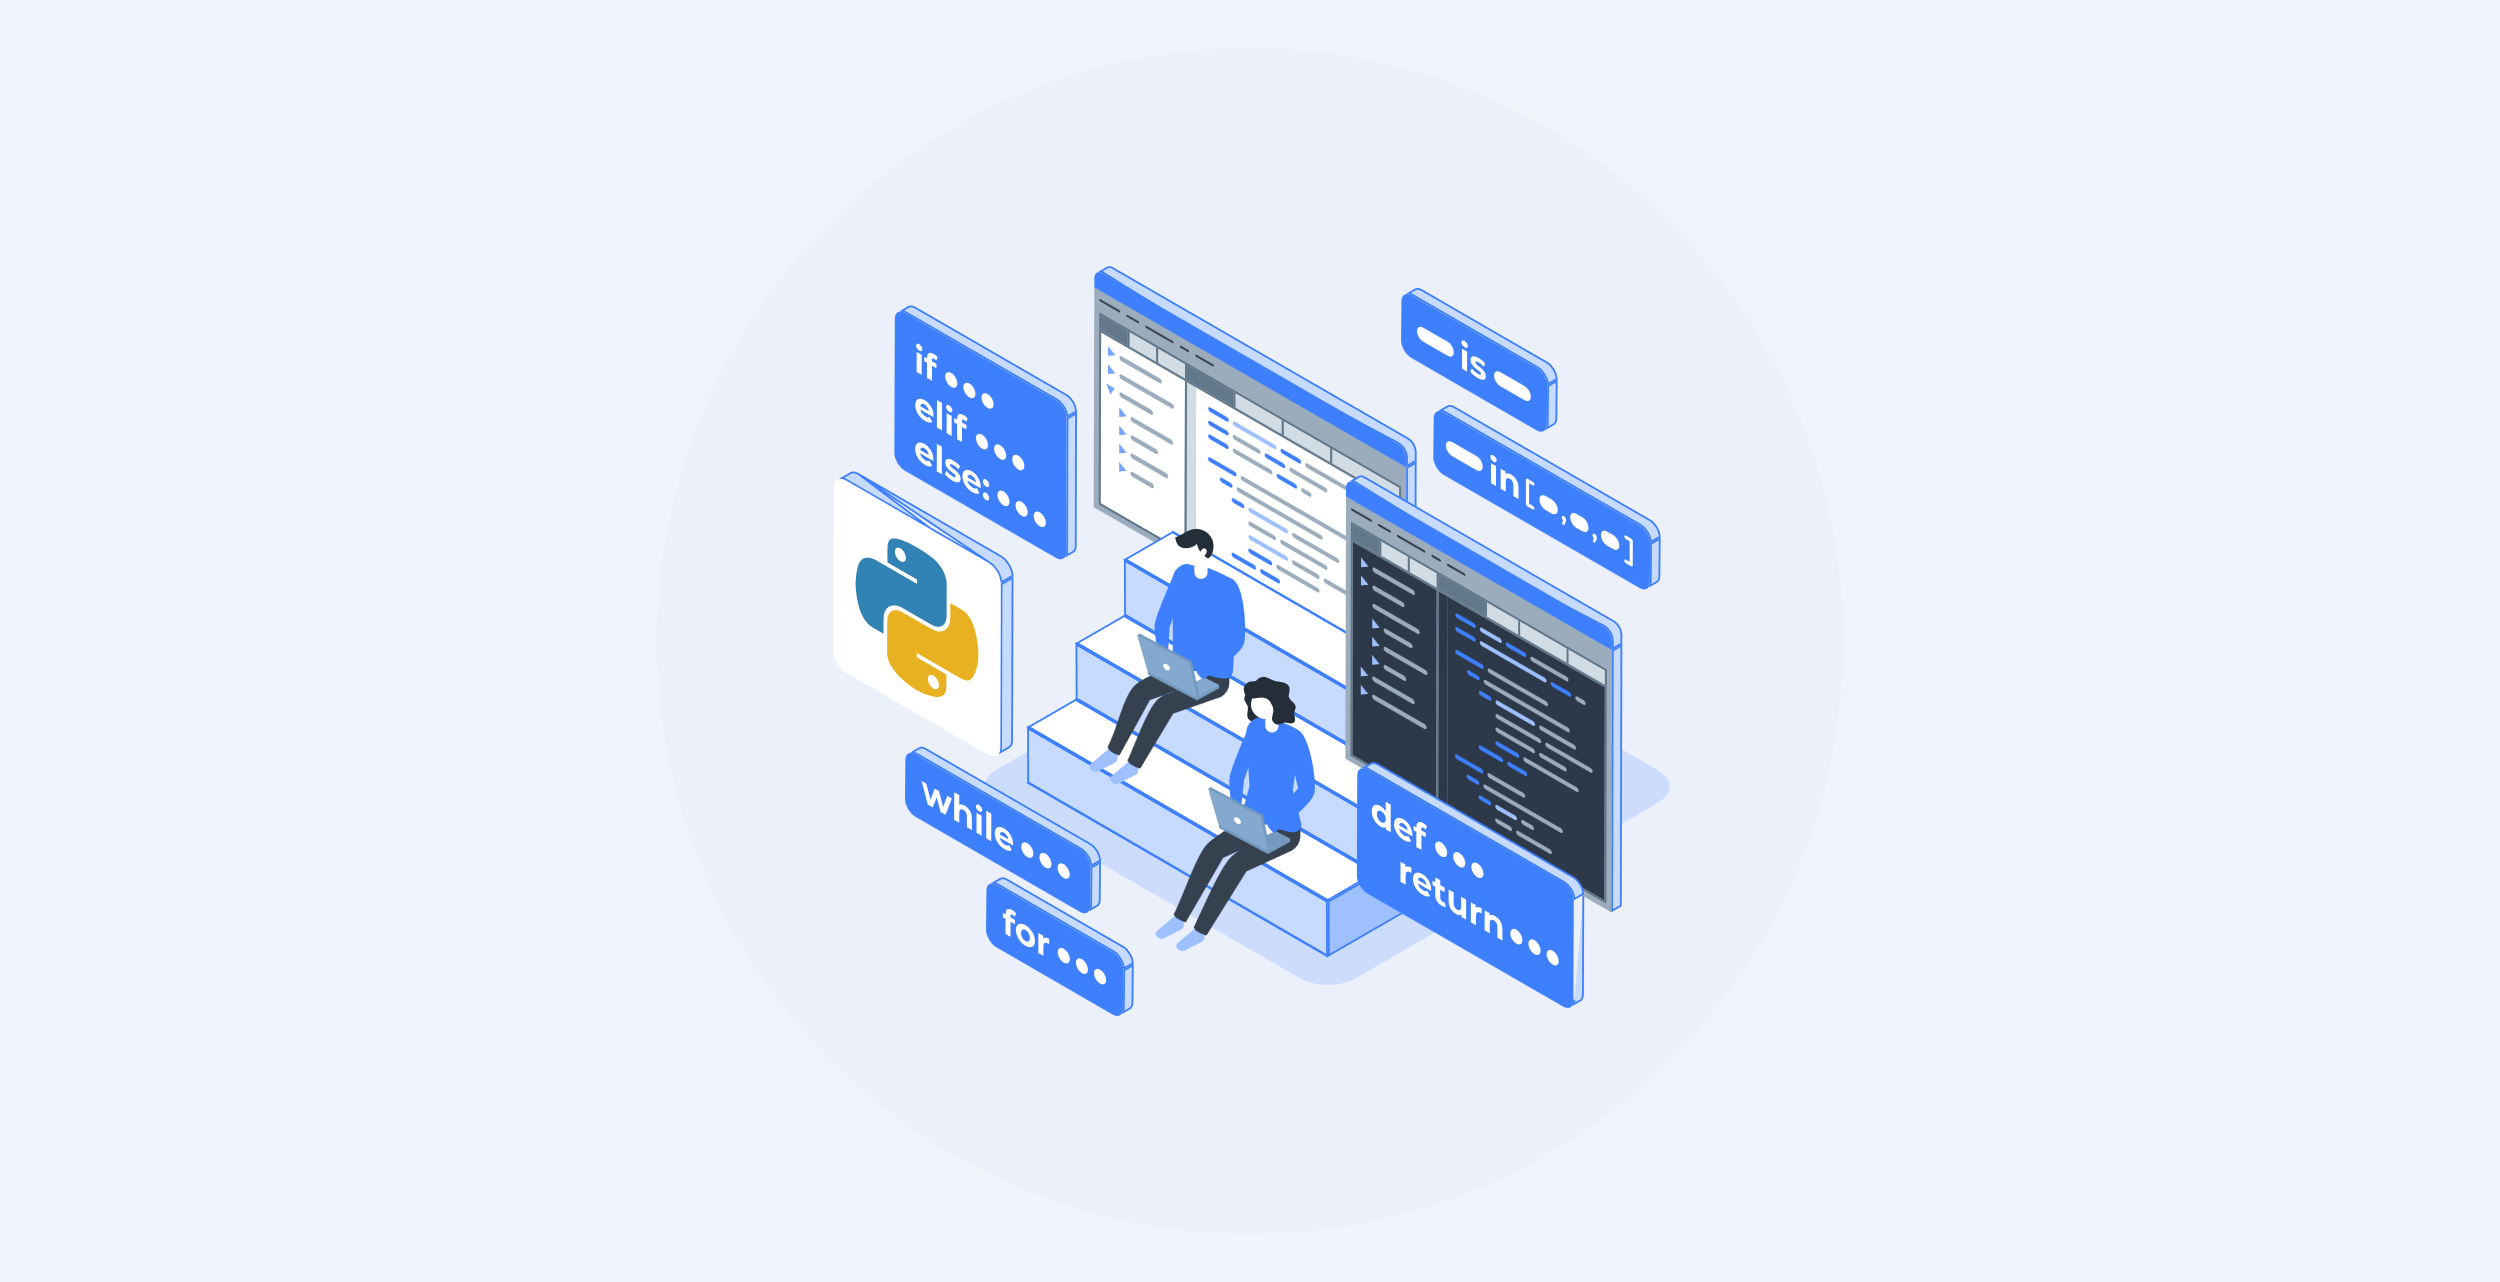 if...
elif...
else:...
is
in [ , , ]
while...
for...
def...
return...